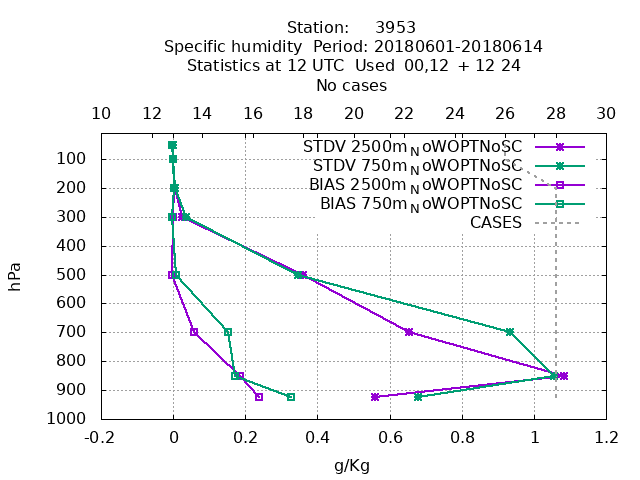 Station: 3953
Specific humidity Period: 20180601-20180614
Statistics at 12 UTC Used 00,12 + 12 24
No cases
10 12 14 16 18 20 22 24 26 28 30
STDV 2500m_NoWOPTNoSC
STDV 750m_NoWOPTNoSC
BIAS 2500m_NoWOPTNoSC
BIAS 750m_NoWOPTNoSC
CASES
hPa
100
200
300
400
500
600
700
800
900
1000
-0.2 0 0.2 0.4 0.6 0.8 1 1.2
g/Kg